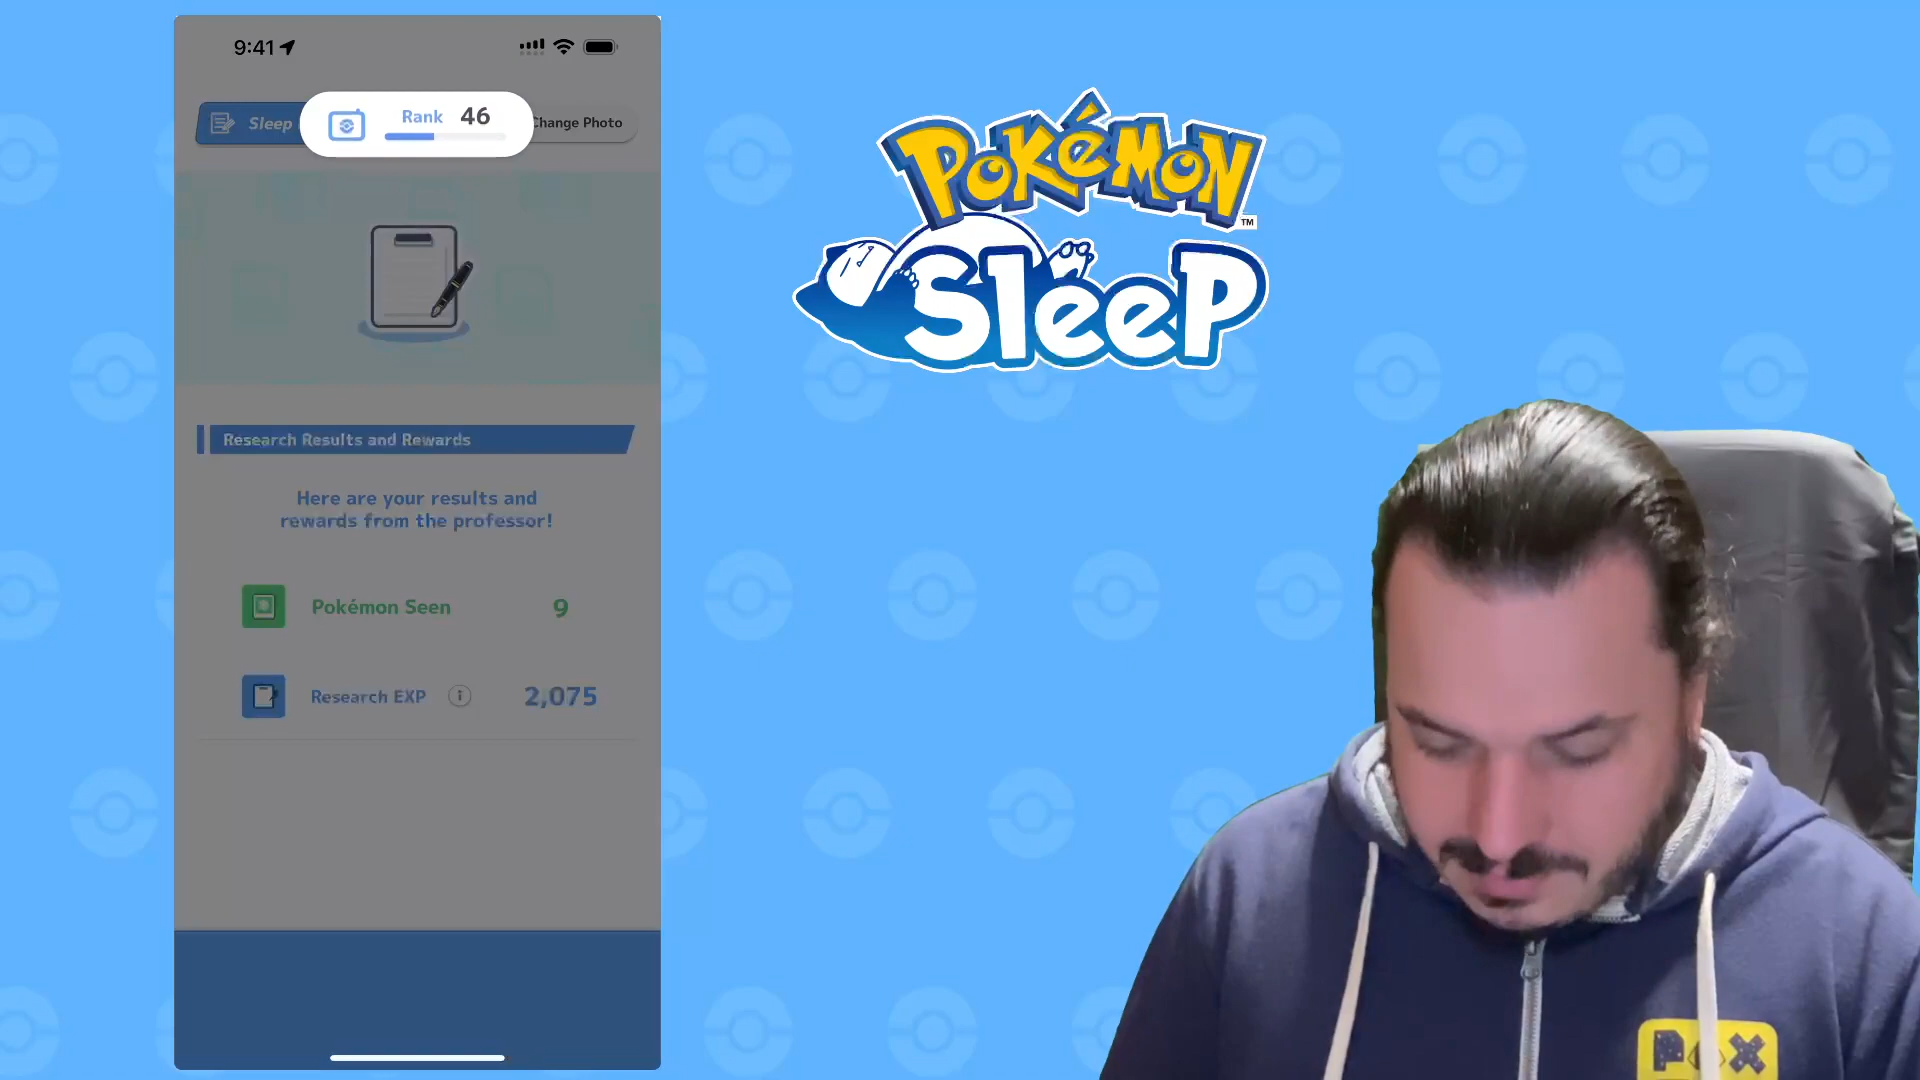 9:41
Sleep
Rank 46
Change Photo
Research Results and Rewards
Here are your results and
rewards from the professor!
Pokémon Seen 9
Research EXP i 2,075
POKéMON
TM
Sleep